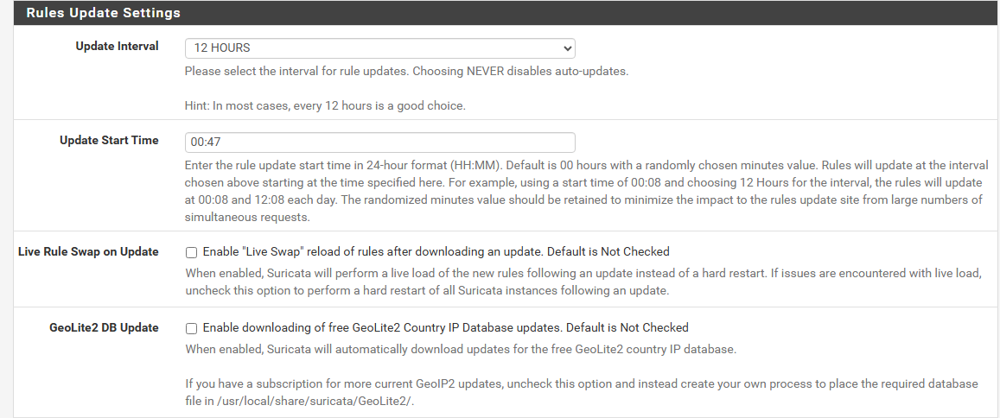 Rules Update Settings
Update Interval
12 HOURS
Please select the interval for rule updates. Choosing NEVER disables auto-updates.
Hint: In most cases, every 12 hours is a good choice.
Update Start Time
00:47
Enter the rule update start time in 24-hour format (HH:MM). Default is 00 hours with a randomly chosen minutes value. Rules will update at the interval
chosen above starting at the time specified here. For example, using a start time of 00:08 and choosing 12 Hours for the interval, the rules will update
at 00:08 and 12:08 each day. The randomized minutes value should be retained to minimize the impact to the rules update site from large numbers of
simultaneous requests.
Live Rule Swap on Update
Enable "Live Swap" reload of rules after downloading an update. Default is Not Checked
When enabled, Suricata will perform a live load of the new rules following an update instead of a hard restart. If issues are encountered with live load,
uncheck this option to perform a hard restart of all Suricata instances following an update.
GeoLite2 DB Update
Enable downloading of free GeoLite2 Country IP Database updates. Default is Not Checked
When enabled, Suricata will automatically download updates for the free GeoLite2 country IP database.
If you have a subscription for more current GeoIP2 updates, uncheck this option and instead create your own process to place the required database
file in /usr/local/share/suricata/GeoLite2/.